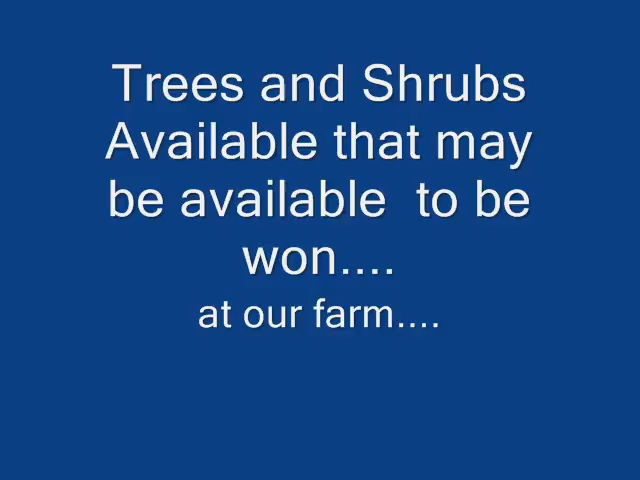 Trees and Shrubs
Available that may
be available  to be
won....
at our farm....